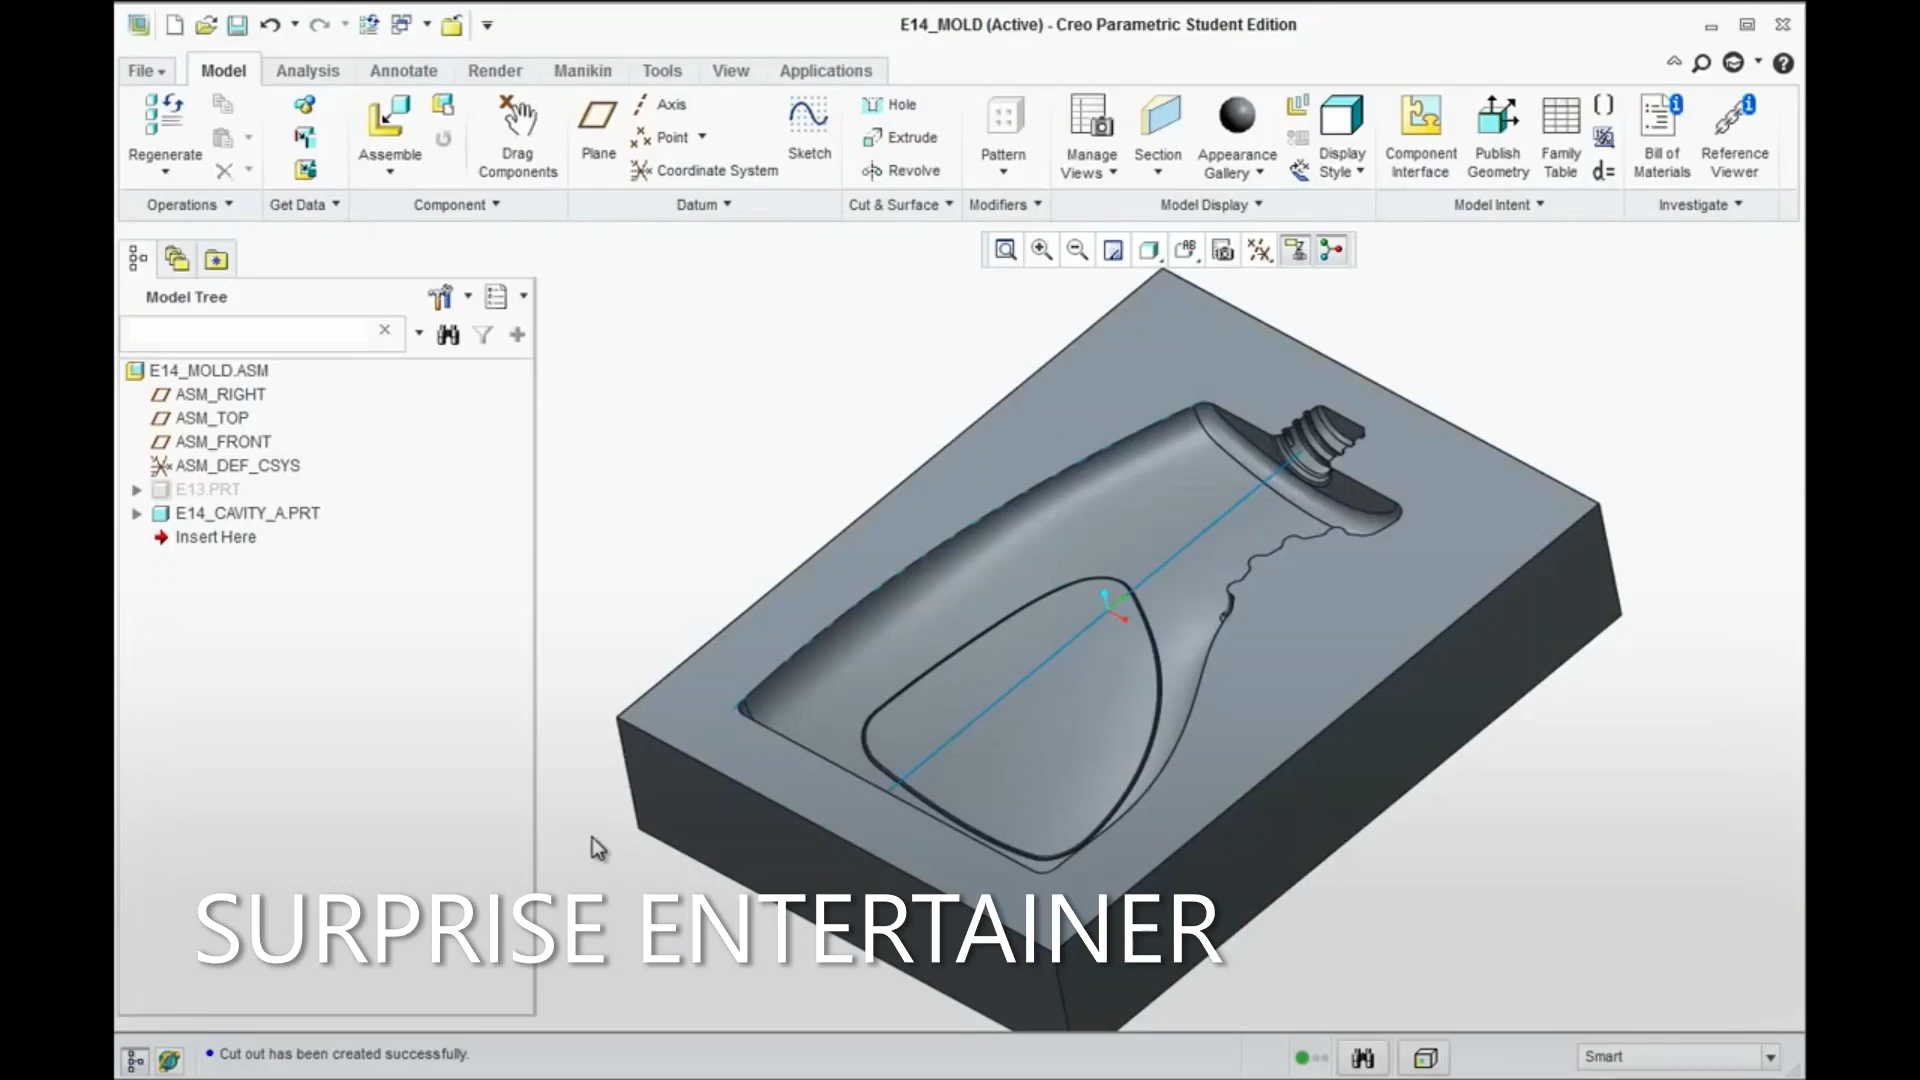 E14_MOLD (Active) - Creo Parametric Student Edition
File Model Analysis Annotate Render Manikin Tools View Applications
Regenerate
Assemble
Drag Components
Plane
Axis
Point
Coordinate System
Sketch
Hole
Extrude
Revolve
Pattern
Manage Views
Section
Appearance Gallery
Display Style
Component Interface
Publish Geometry
Family Table
d=
Bill of Materials
Reference Viewer
Operations Get Data Component Datum Cut & Surface Modifiers Model Display Model Intent Investigate
Model Tree
E14_MOLD.ASM
ASM_RIGHT
ASM_TOP
ASM_FRONT
ASM_DEF_CSYS
E13.PRT
E14_CAVITY_A.PRT
Insert Here
SURPRISE ENTERTAINER
Cut out has been created successfully.
Smart